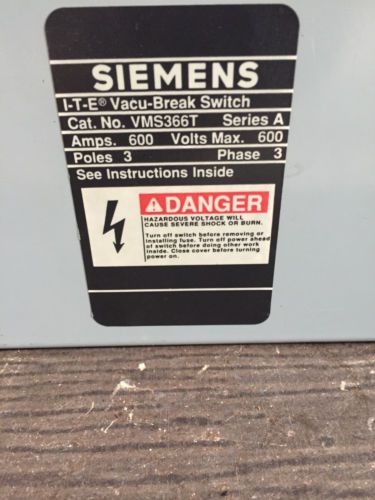 SIEMENS
I-T-E® Vacu-Break Switch
Cat. No. VMS366T Series A
Amps. 600 Volts Max. 600
Poles 3 Phase 3
See Instructions Inside
DANGER
HAZARDOUS VOLTAGE WILL
CAUSE SEVERE SHOCK OR BURN.
Turn off switch before removing or
installing fuse. Turn off power ahead
of switch before doing other work
inside. Close cover before turning
power on.